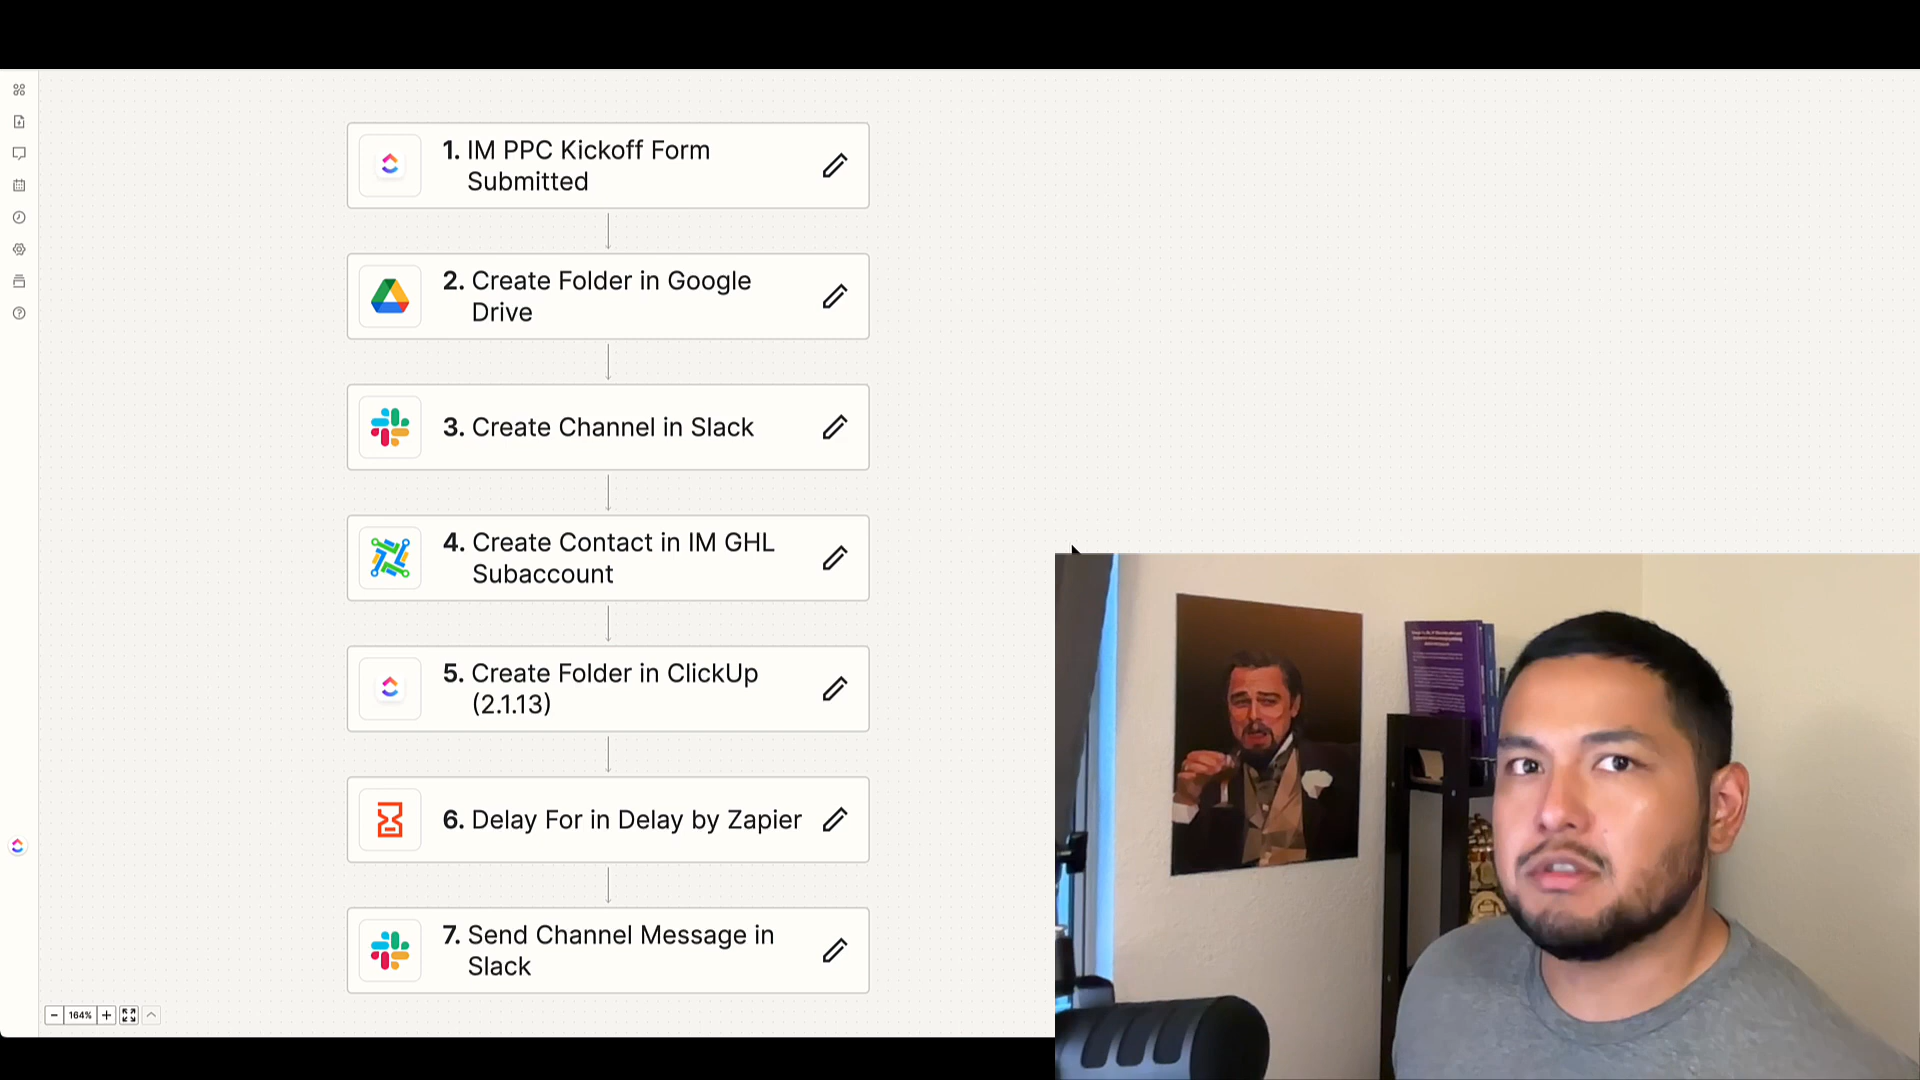 1. IM PPC Kickoff Form
Submitted
2. Create Folder in Google
Drive
3. Create Channel in Slack
4. Create Contact in IM GHL
Subaccount
5. Create Folder in ClickUp
(2.1.13)
6. Delay For in Delay by Zapier
7. Send Channel Message in
Slack
164%